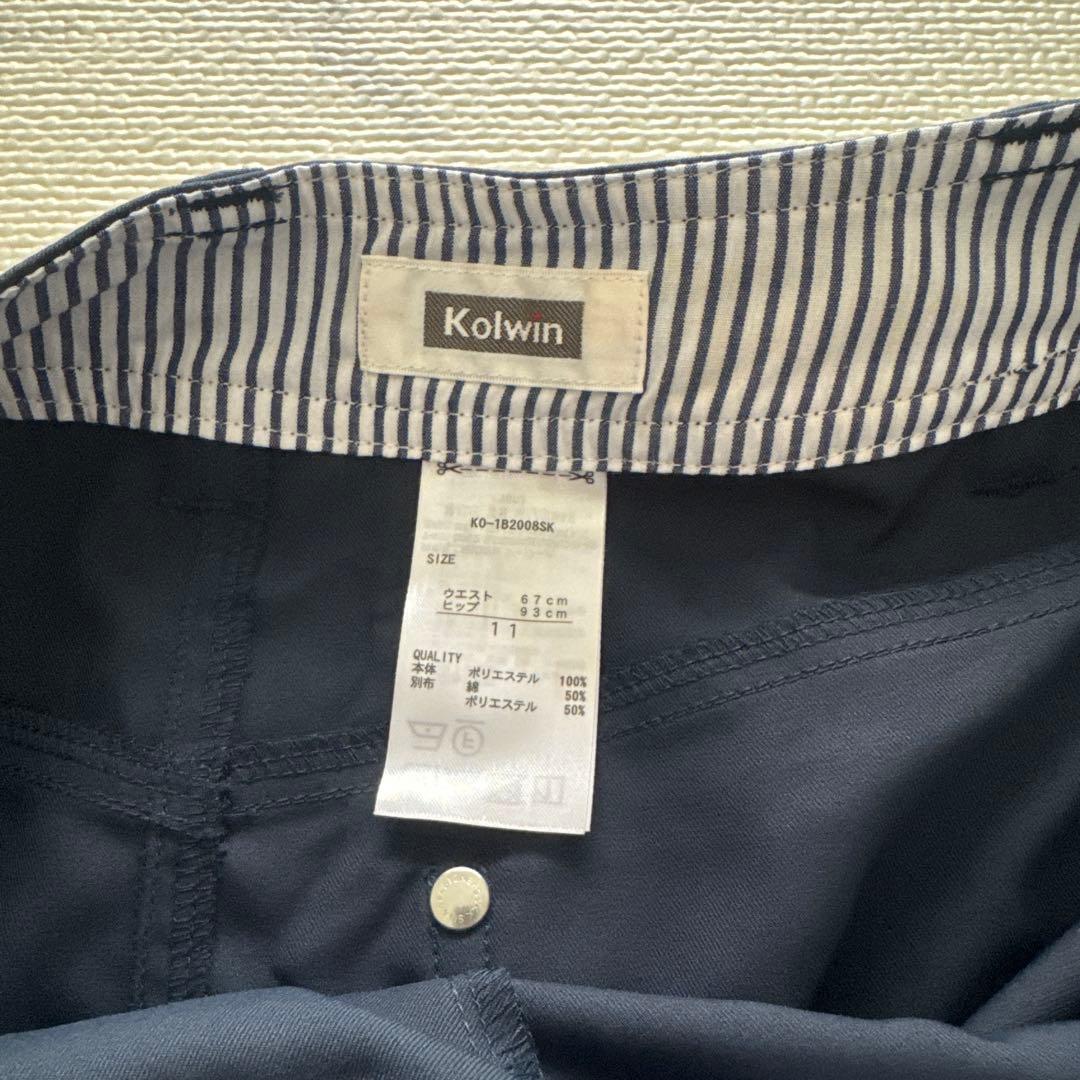 Kolwin
KO-1B2008SK
SIZE
ウエスト 67cm
ヒップ 93cm
11
QUALITY
本体 ポリエステル 100%
別布 綿 50%
ポリエステル 50%